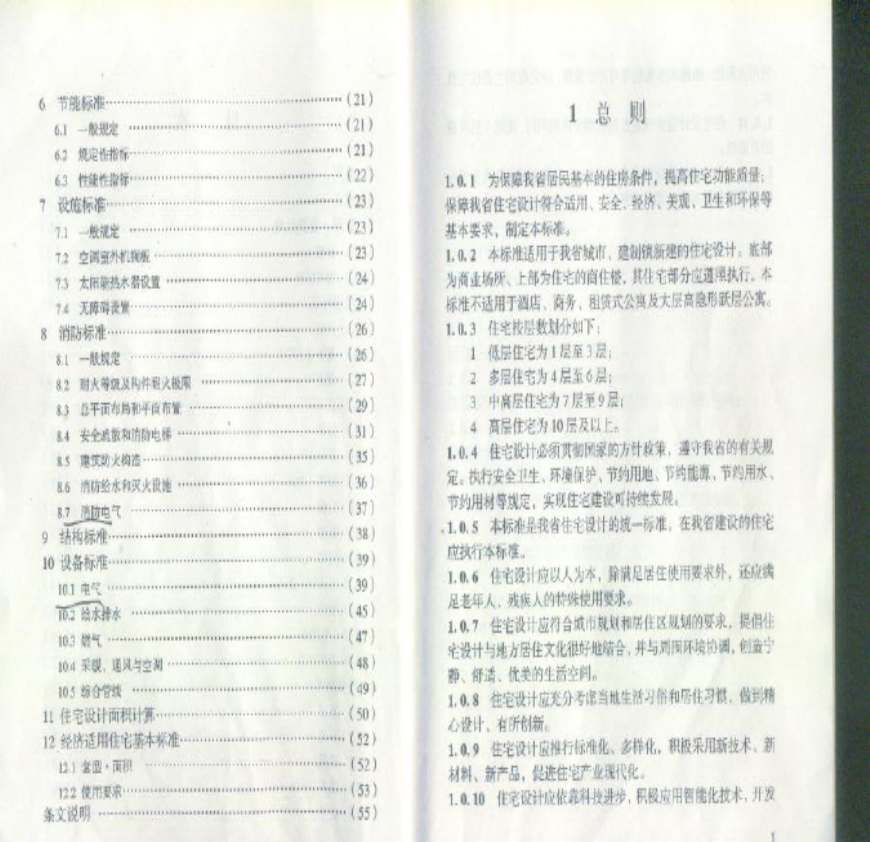 6 节能标准……(21)
6.1 一般规定……(21)
6.2 规定性指标……(21)
6.3 性能性指标……(22)
7 设施标准……(23)
7.1 一般规定……(23)
7.2 空调室外机搁板……(23)
7.3 太阳能热水器设置……(24)
7.4 无障碍设置……(24)
8 消防标准……(26)
8.1 一般规定……(26)
8.2 耐火等级及构件耐火极限……(27)
8.3 总平面布局和平面布置……(29)
8.4 安全疏散和消防电梯……(31)
8.5 建筑防火构造……(35)
8.6 消防给水和灭火设施……(36)
8.7 消防电气……(37)
9 结构标准……(38)
10 设备标准……(39)
10.1 电气……(39)
10.2 给水排水……(45)
10.3 燃气……(47)
10.4 采暖、通风与空调……(48)
10.5 综合管线……(49)
11 住宅设计面积计算……(50)
12 经济适用住宅基本标准……(52)
12.1 套型·面积……(52)
12.2 使用要求……(53)
条文说明……(55)
1 总则
1.0.1 为保障我省居民基本的住房条件，提高住宅功能质量；
保障我省住宅设计符合适用、安全、经济、美观、卫生和环保等
基本要求，制定本标准。
1.0.2 本标准适用于我省城市、建制镇新建的住宅设计；底部
为商业场所、上部为住宅的商住楼，其住宅部分应遵照执行。本
标准不适用于酒店、商务、租赁式公寓及大层高隐形跃层公寓。
1.0.3 住宅按层数划分如下：
1 低层住宅为1层至3层；
2 多层住宅为4层至6层；
3 中高层住宅为7层至9层；
4 高层住宅为10层及以上。
1.0.4 住宅设计必须贯彻国家的方针政策，遵守我省的有关规
定。执行安全卫生、环境保护、节约用地、节约能源、节约用水、
节约用材等规定，实现住宅建设可持续发展。
1.0.5 本标准是我省住宅设计的统一标准，在我省建设的住宅
应执行本标准。
1.0.6 住宅设计应以人为本，除满足居住使用要求外，还应满
足老年人、残疾人的特殊使用要求。
1.0.7 住宅设计应符合城市规划和居住区规划的要求，提倡住
宅设计与地方居住文化很好地结合，并与周围环境协调，创造宁
静、舒适、优美的生活空间。
1.0.8 住宅设计应充分考虑当地生活习俗和居住习惯，做到精
心设计、有所创新。
1.0.9 住宅设计应推行标准化、多样化，积极采用新技术、新
材料、新产品，促进住宅产业现代化。
1.0.10 住宅设计应依靠科技进步，积极应用智能化技术，开发
1